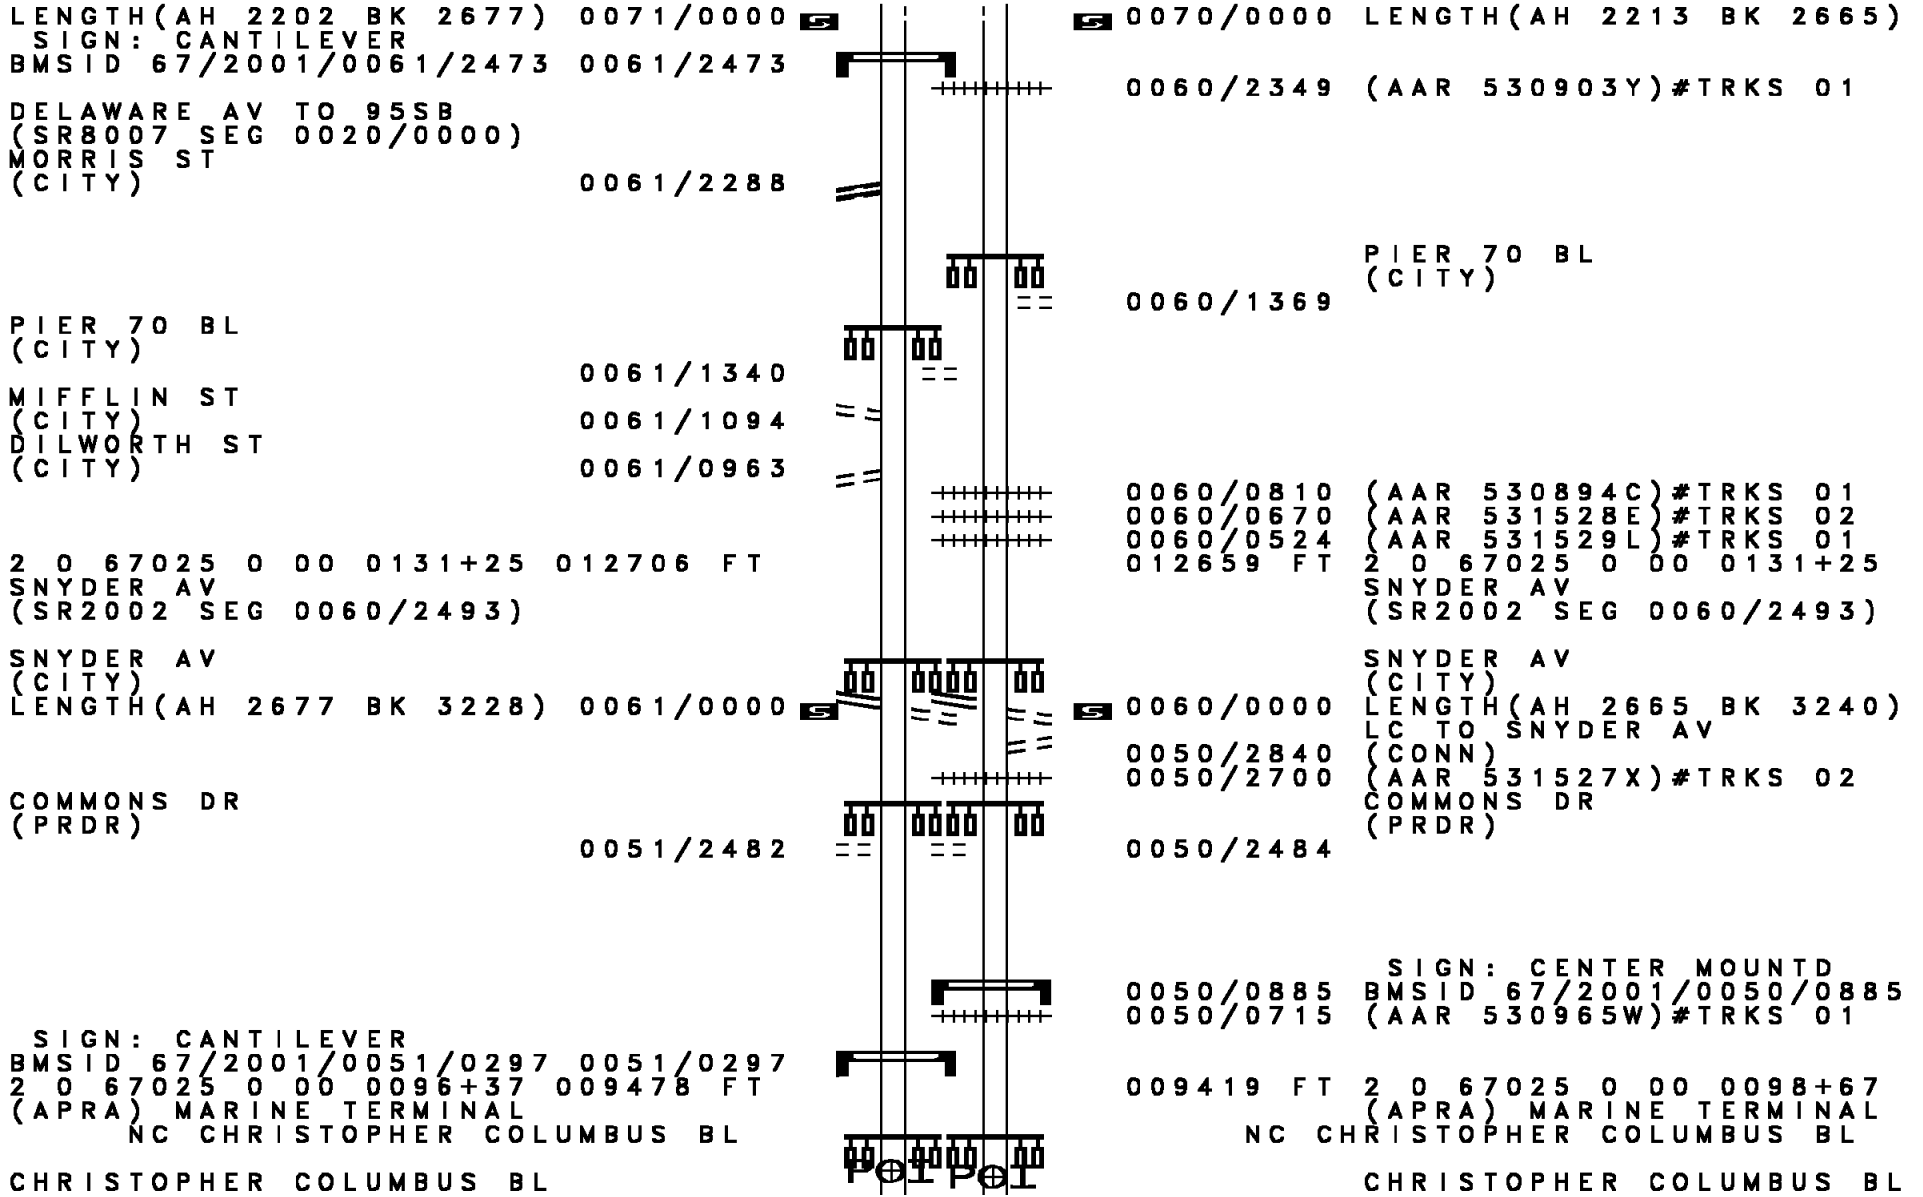 LENGTH(AH 2202 BK 2677) 0071/0000 S S 0070/0000 LENGTH(AH 2213 BK 2665)
SIGN: CANTILEVER
BMSID 67/2001/0061/2473 0061/2473
0060/2349 (AAR 530903Y)#TRKS 01
DELAWARE AV TO 95SB
(SR8007 SEG 0020/0000)
MORRIS ST
(CITY) 0061/2288
PIER 70 BL
(CITY)
0060/1369
PIER 70 BL
(CITY)
0061/1340
MIFFLIN ST
(CITY) 0061/1094
DILWORTH ST
(CITY) 0061/0963
0060/0810 (AAR 530894C)#TRKS 01
0060/0670 (AAR 531528E)#TRKS 02
0060/0524 (AAR 531529L)#TRKS 01
2 0 67025 0 00 0131+25 012706 FT 012659 FT 2 0 67025 0 00 0131+25
SNYDER AV SNYDER AV
(SR2002 SEG 0060/2493) (SR2002 SEG 0060/2493)
SNYDER AV SNYDER AV
(CITY) (CITY)
LENGTH(AH 2677 BK 3228) 0061/0000 S S 0060/0000 LENGTH(AH 2665 BK 3240)
LC TO SNYDER AV
0050/2840 (CONN)
0050/2700 (AAR 531527X)#TRKS 02
COMMONS DR COMMONS DR
(PRDR) (PRDR)
0051/2482 0050/2484
SIGN: CENTER MOUNTD
0050/0885 BMSID 67/2001/0050/0885
0050/0715 (AAR 530965W)#TRKS 01
SIGN: CANTILEVER
BMSID 67/2001/0051/0297 0051/0297
2 0 67025 0 00 0096+37 009478 FT 009419 FT 2 0 67025 0 00 0098+67
(APRA) MARINE TERMINAL (APRA) MARINE TERMINAL
NC CHRISTOPHER COLUMBUS BL NC CHRISTOPHER COLUMBUS BL
CHRISTOPHER COLUMBUS BL CHRISTOPHER COLUMBUS BL